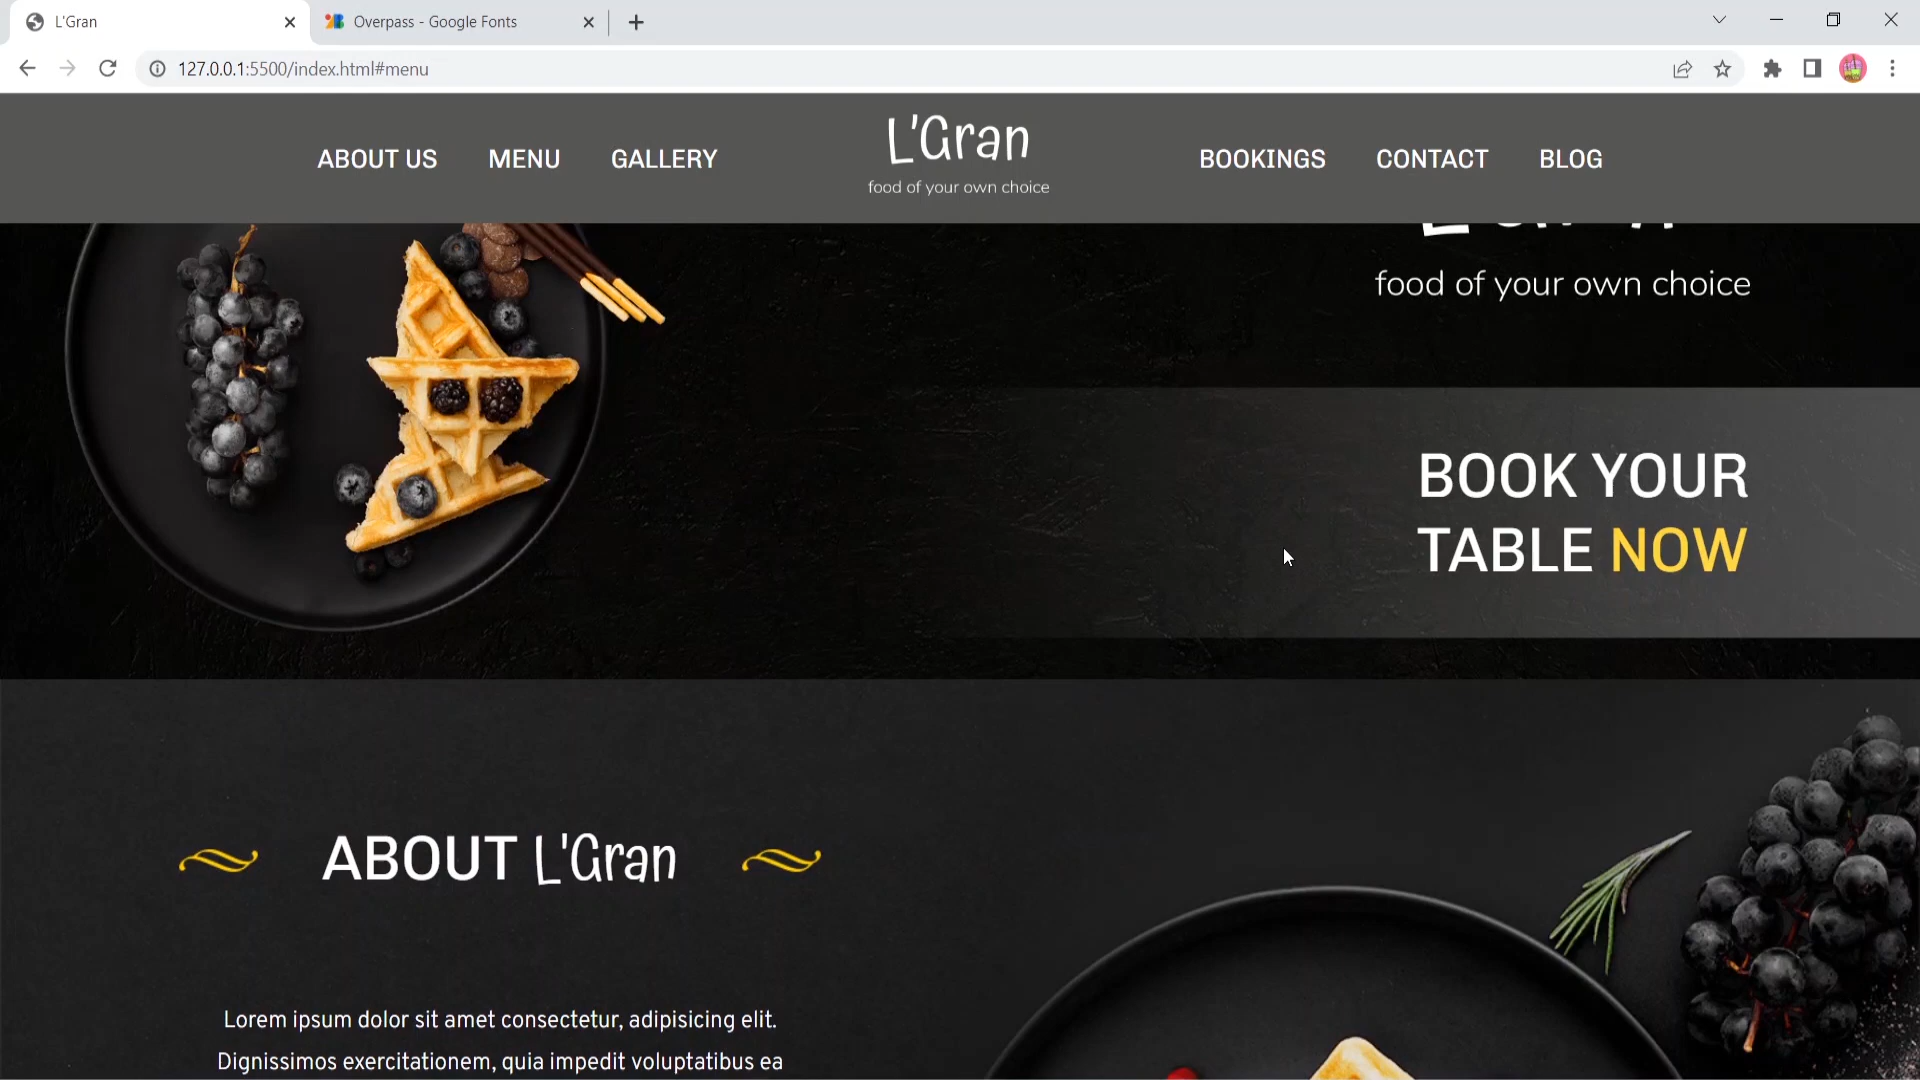 L'Gran
Overpass - Google Fonts
127.0.0.1:5500/index.html#menu
ABOUT US
MENU
GALLERY
L'Gran
food of your own choice
BOOKINGS
CONTACT
BLOG
food of your own choice
BOOK YOUR
TABLE NOW
ABOUT L'Gran
Lorem ipsum dolor sit amet consectetur, adipisicing elit.
Dignissimos exercitationem, quia impedit voluptatibus ea